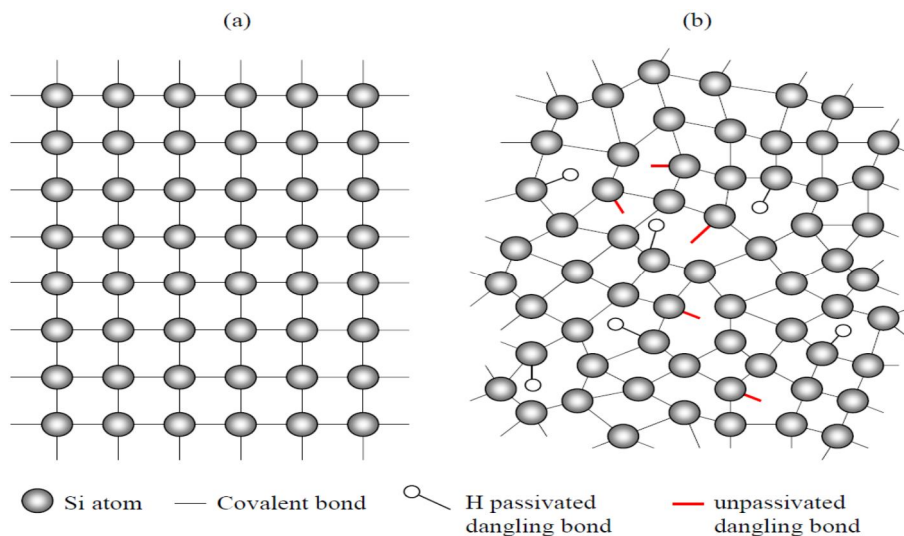 (a)
(b)
Si atom
Covalent bond
H passivated
dangling bond
unpassivated
dangling bond